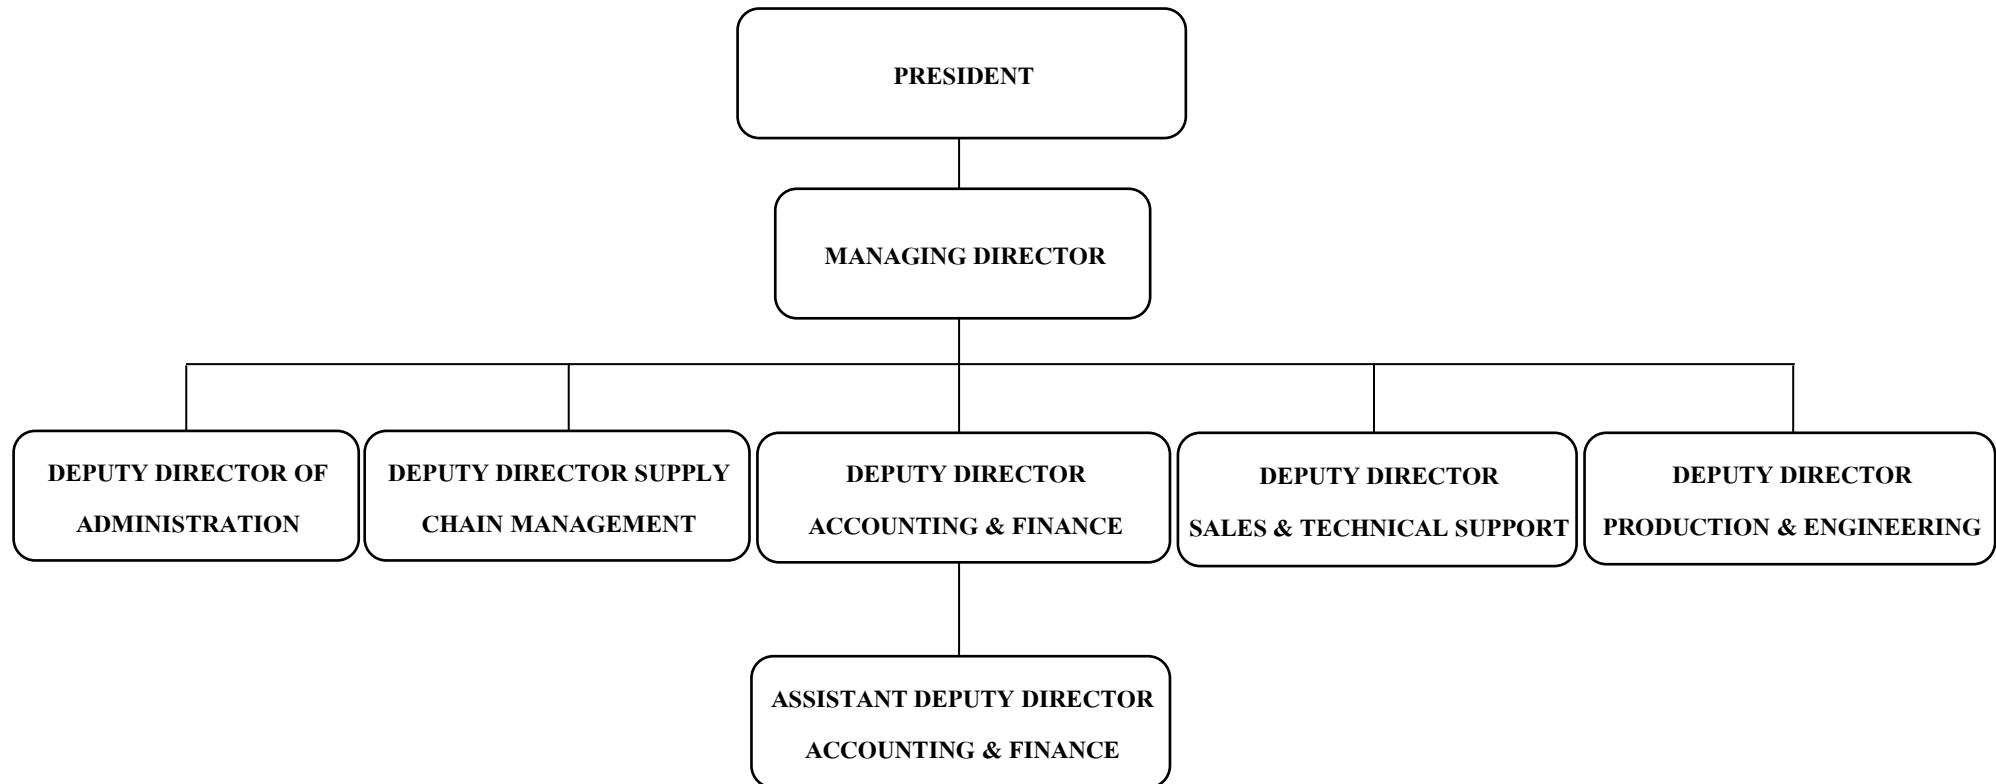 PRESIDENT
MANAGING DIRECTOR
DEPUTY DIRECTOR OF
ADMINISTRATION
DEPUTY DIRECTOR SUPPLY
CHAIN MANAGEMENT
DEPUTY DIRECTOR
ACCOUNTING & FINANCE
DEPUTY DIRECTOR
SALES & TECHNICAL SUPPORT
DEPUTY DIRECTOR
PRODUCTION & ENGINEERING
ASSISTANT DEPUTY DIRECTOR
ACCOUNTING & FINANCE